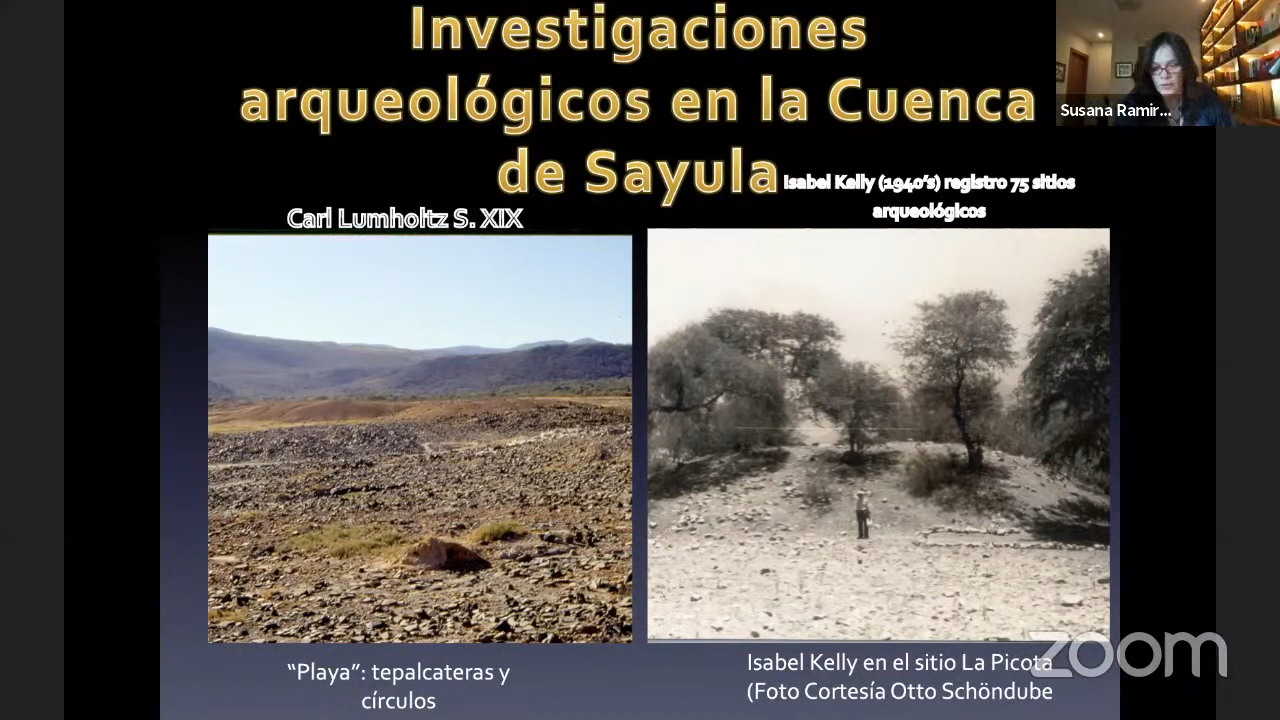 Investigaciones
arqueológicos en la Cuenca
de Sayula
Susana Ramir...
Isabel Kelly (1940's) registro 75 sitios
arqueológicos
Carl Lumholtz S. XIX
“Playa”: tepalcateras y
círculos
Isabel Kelly en el sitio La Picota
(Foto Cortesía Otto Schöndube
zoom